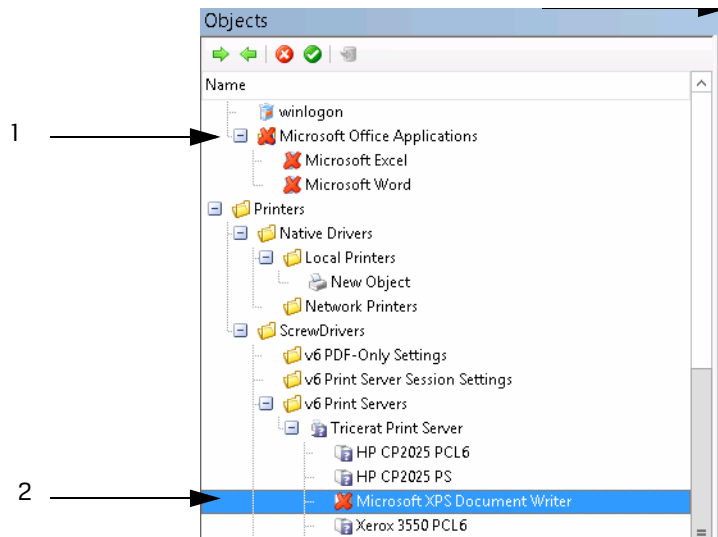 Objects
Name
winlogon
1
Microsoft Office Applications
Microsoft Excel
Microsoft Word
Printers
Native Drivers
Local Printers
New Object
Network Printers
ScrewDrivers
v6 PDF-Only Settings
v6 Print Server Session Settings
v6 Print Servers
Tricerat Print Server
HP CP2025 PCL6
HP CP2025 PS
2
Microsoft XPS Document Writer
Xerox 3550 PCL6